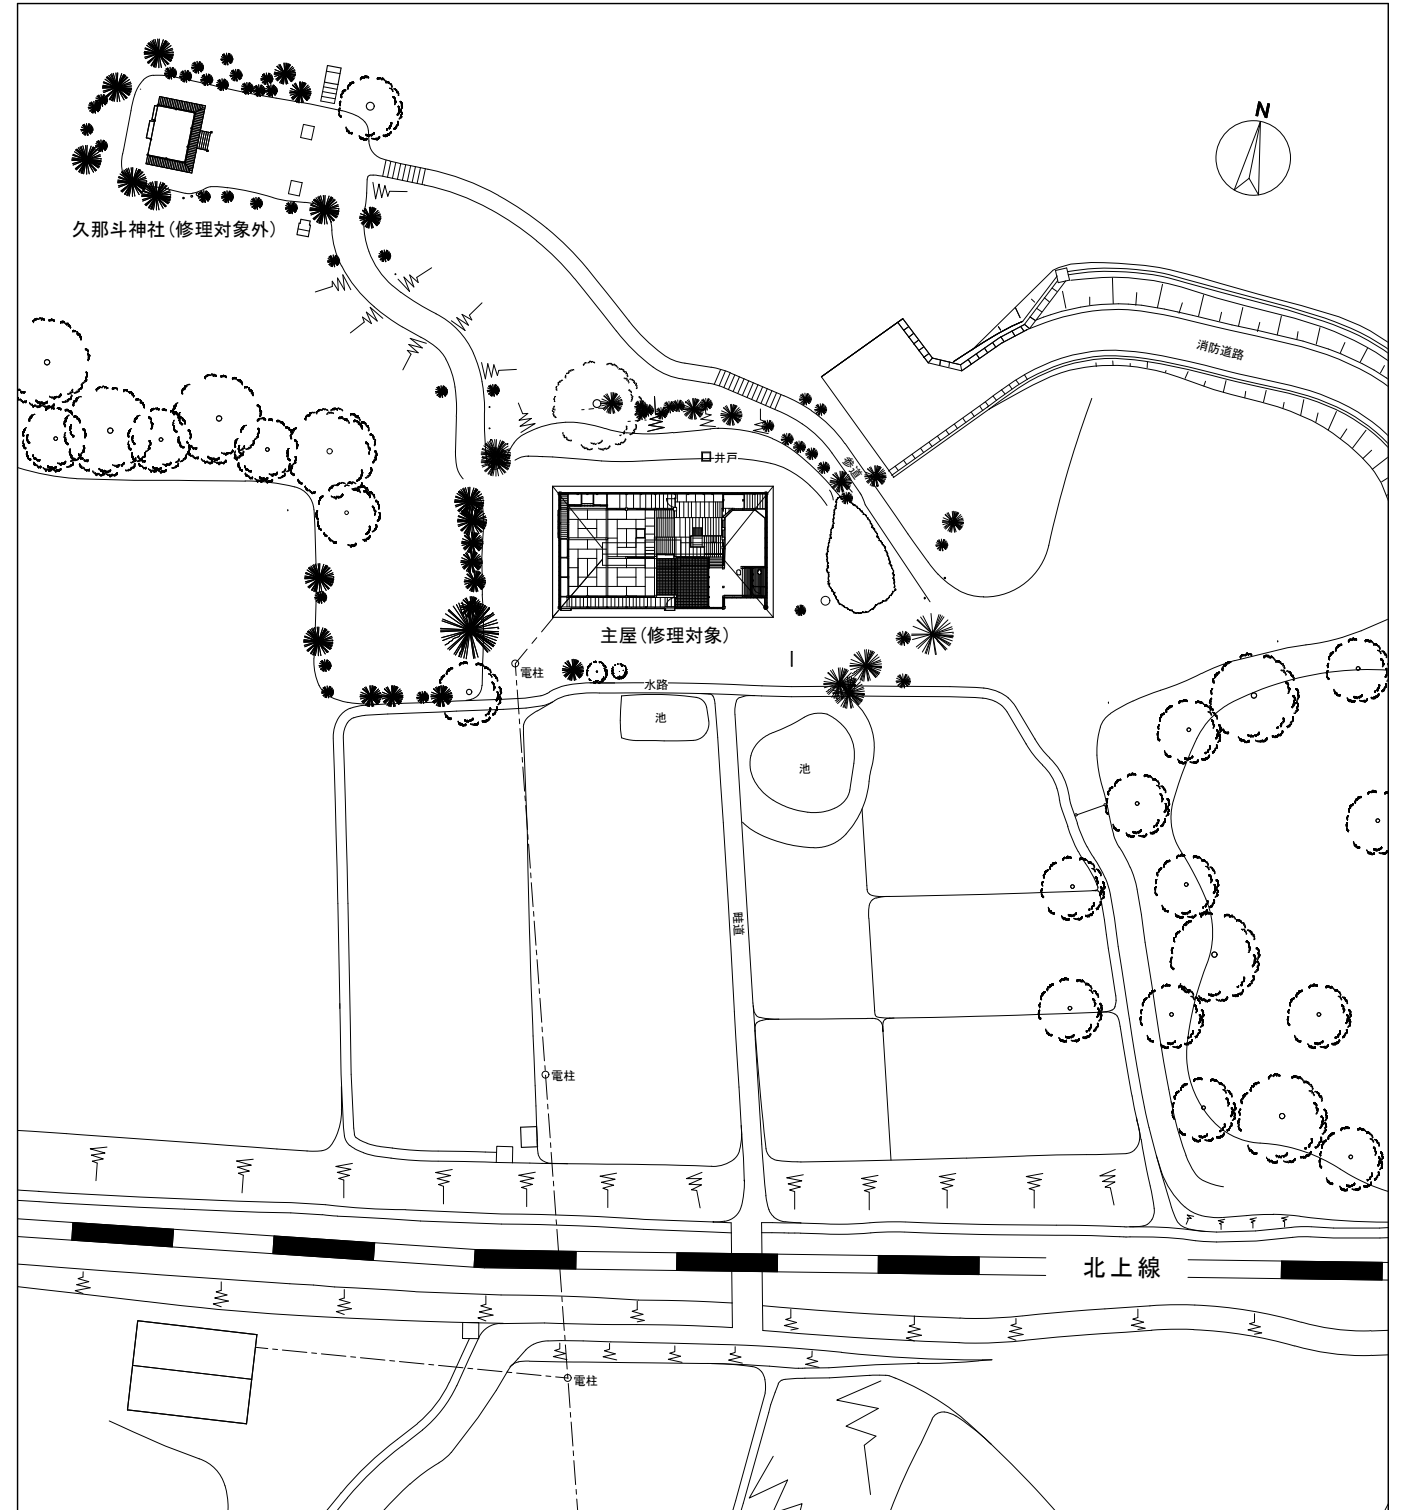 N
久那斗神社(修理対象外)
消防道路
井戸
参道
主屋(修理対象)
電柱
水路
池
池
畦道
電柱
北上線
電柱